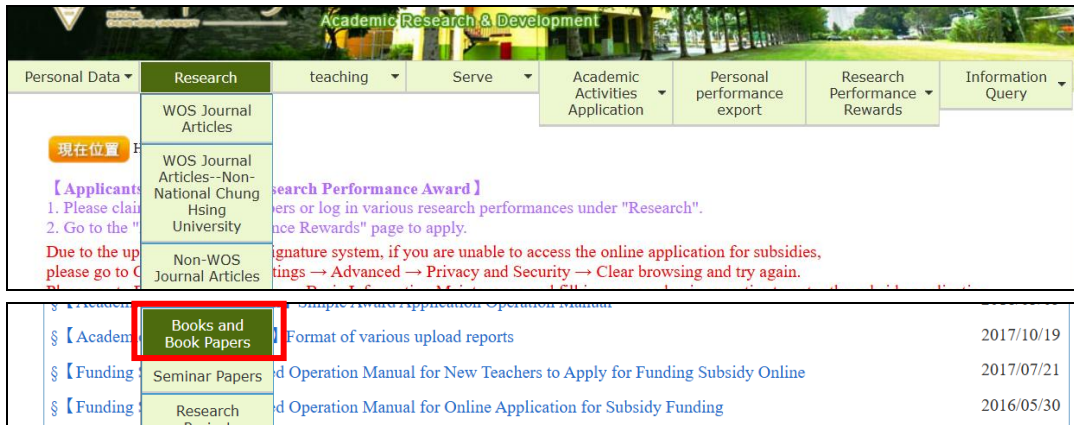 Academic Research & Development
Personal Data
Research
teaching
Serve
Academic
Activities
Application
Personal
performance
export
Research
Performance
Rewards
Information
Query
WOS Journal
Articles
WOS Journal
Articles--Non-
National Chung
Hsing
University
Non-WOS
Journal Articles
現在位置 H
【Applicants search Performance Award】
1. Please clai ers or log in various research performances under "Research".
2. Go to the " nce Rewards" page to apply.
Due to the up ignature system, if you are unable to access the online application for subsidies,
please go to C tings → Advanced → Privacy and Security → Clear browsing and try again.
Books and
Book Papers
§【Academ 】Format of various upload reports 2017/10/19
Seminar Papers
§【Funding ed Operation Manual for New Teachers to Apply for Funding Subsidy Online 2017/07/21
Research
§【Funding ed Operation Manual for Online Application for Subsidy Funding 2016/05/30